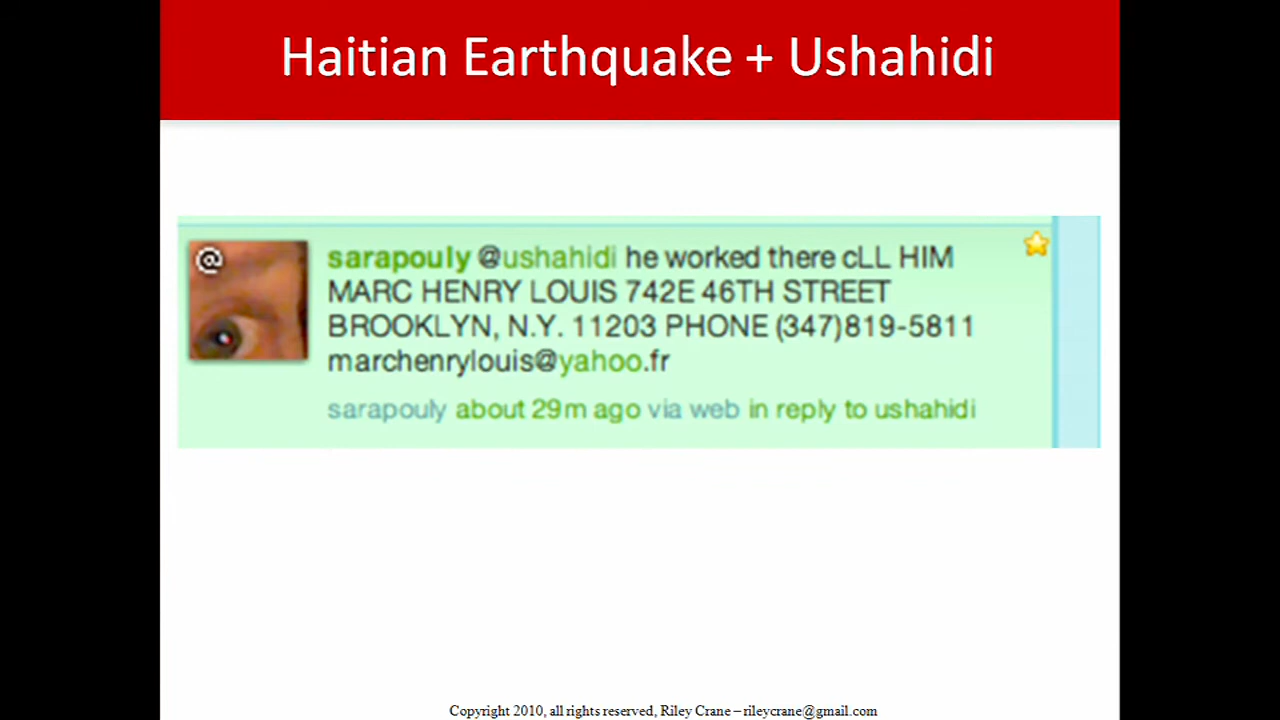 Haitian Earthquake + Ushahidi
@
sarapouly @ushahidi he worked there cLL HIM
MARC HENRY LOUIS 742E 46TH STREET
BROOKLYN, N.Y. 11203 PHONE (347)819-5811
marchenrylouis@yahoo.fr
sarapouly about 29m ago via web in reply to ushahidi
Copyright 2010, all rights reserved, Riley Crane – rileycrane@gmail.com